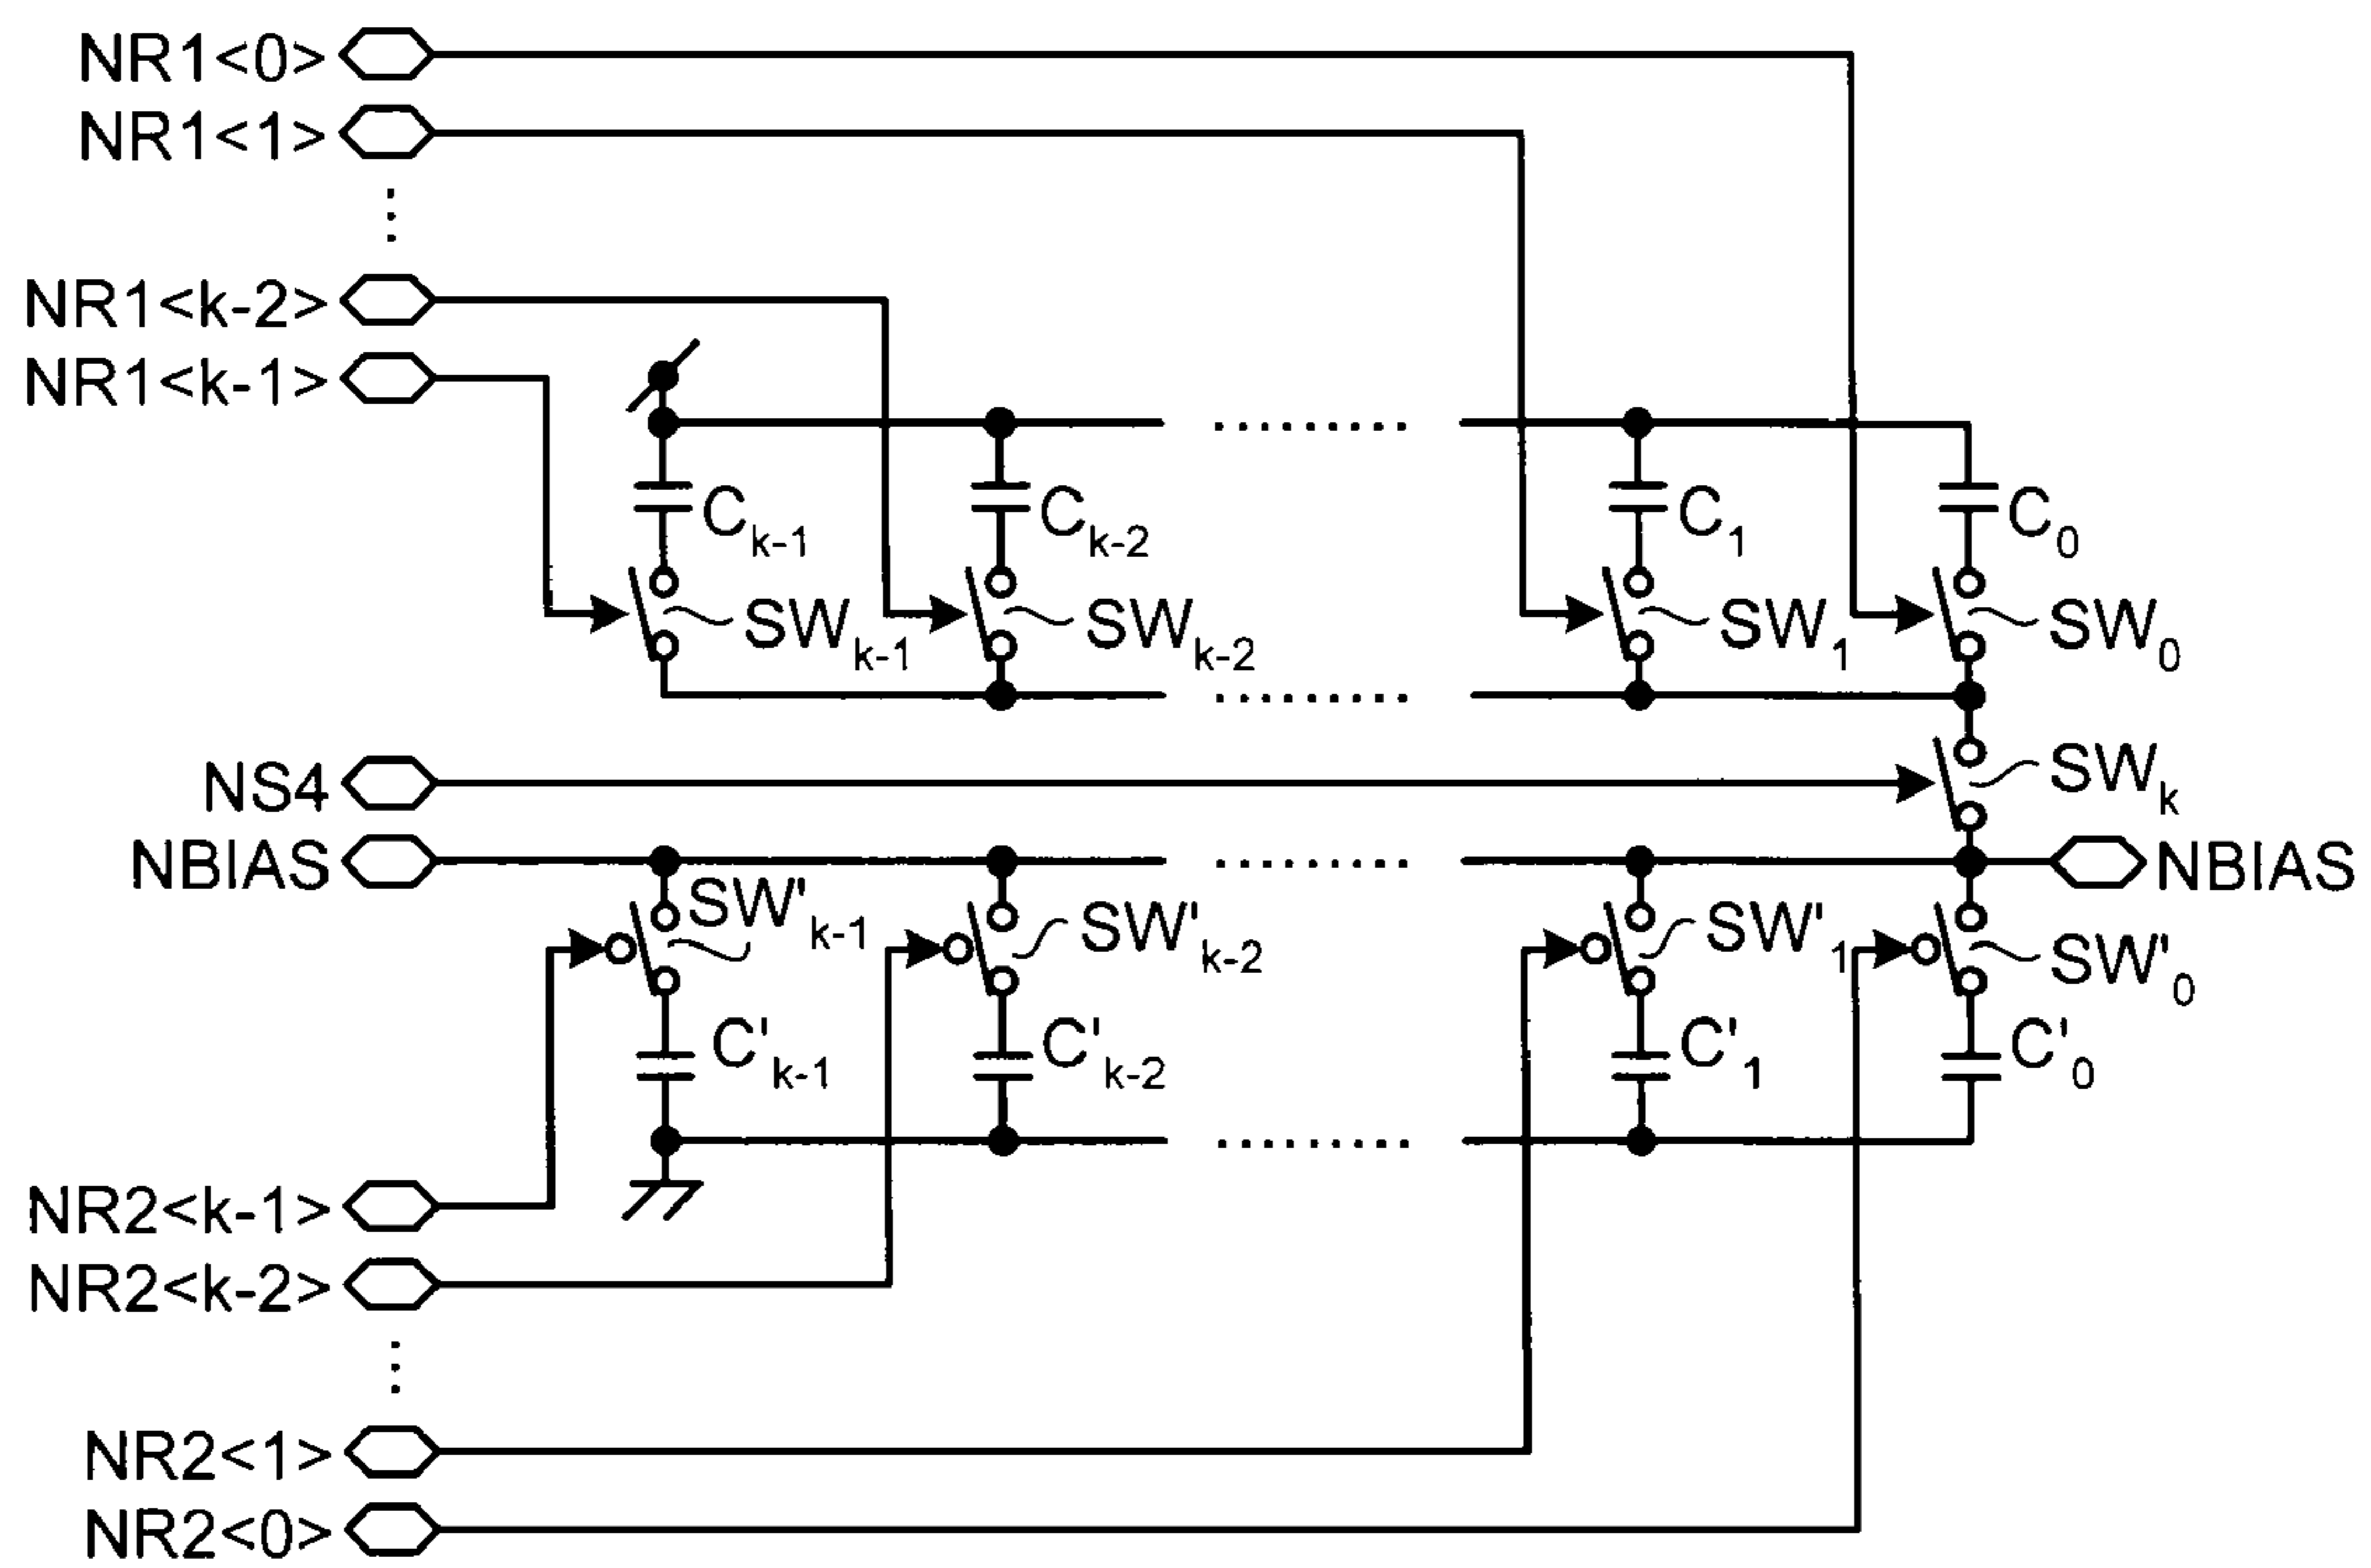 NR1<0>
NR1<1>
NR1<k-2>
NR1<k-1>
Ck-1
Ck-2
C1
C0
SWk-1
SWk-2
SW1
SW0
NS4
SWk
NBIAS
NBIAS
SW'k-1
SW'k-2
SW'1
SW'0
C'k-1
C'k-2
C'1
C'0
NR2<k-1>
NR2<k-2>
NR2<1>
NR2<0>